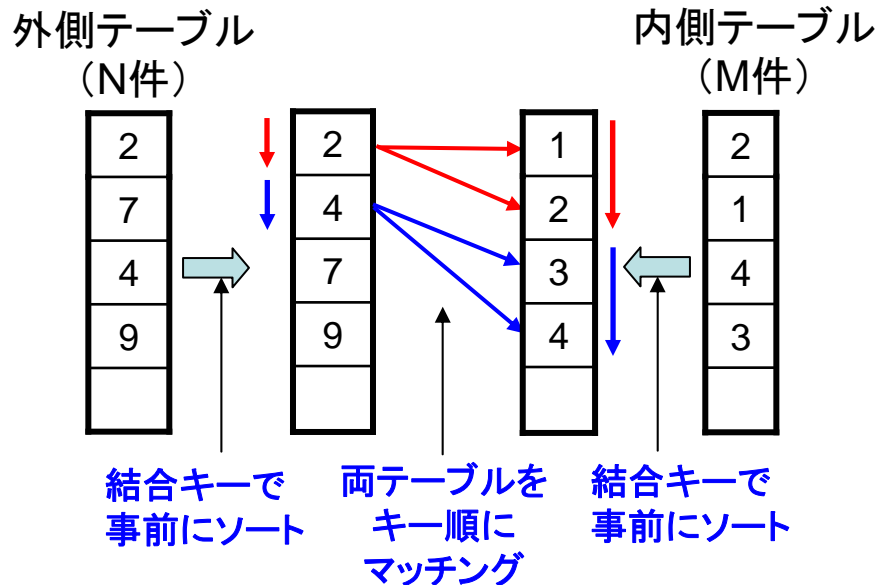 外側テーブル
（N件）
内側テーブル
（M件）
2
7
4
9
2
4
7
9
1
2
3
4
2
1
4
3
結合キーで
事前にソート
両テーブルを
キー順に
マッチング
結合キーで
事前にソート